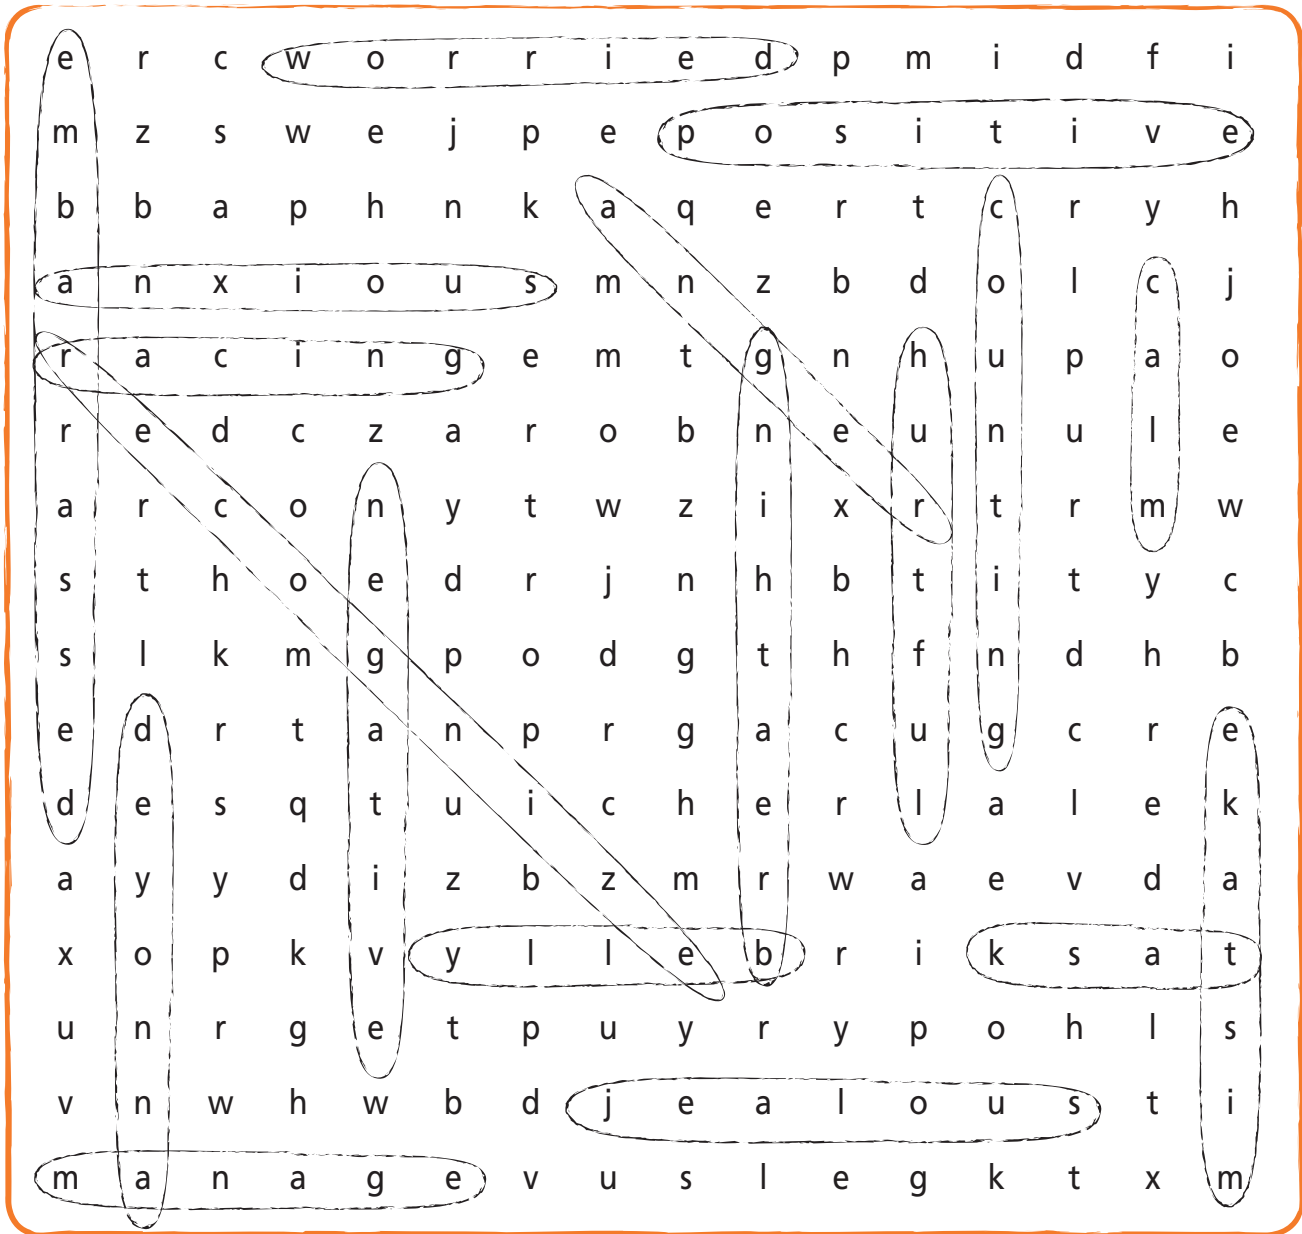 e r c w o r r i e d p m i d f i
m z s w e j p e p o s i t i v e
b b a p h n k a q e r t c r y h
a n x i o u s m n z b d o l c j
r a c i n g e m t g n h u p a o
r e d c z a r o b n e u n u l e
a r c o n y t w z i x r t r m w
s t h o e d r j n h b t i t y c
s l k m g p o d g t h f n d h b
e d r t a n p r g a c u g c r e
d e s q t u i c h e r l a l e k
a y y d i z b z m r w a e v d a
x o p k v y l l e b r i k s a t
u n r g e t p u y r y p o h l s
v n w h w b d j e a l o u s t i
m a n a g e v u s l e g k t x m